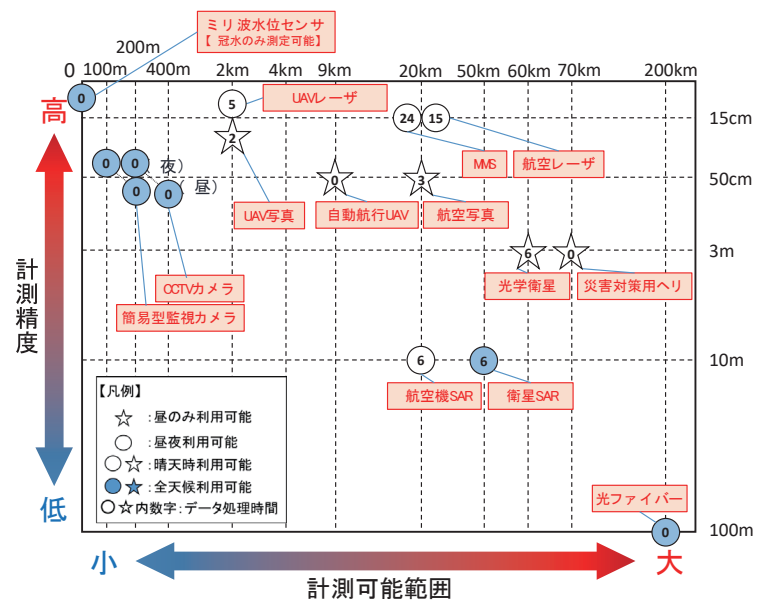 ミリ波水位センサ
【 冠水のみ測定可能】
200m
0 100m 400m 2km 4km 9km 20km 50km 60km 70km 200km
高
0
5
UAVレーザ
24 15
15cm
2
MMS
航空レーザ
0 0 夜）
0 0（ 昼）
0
3
50cm
UAV写真
自動航行UAV
航空写真
6
0
3m
計測精度
CCTVカメラ
光学衛星
災害対策用ヘリ
簡易型監視カメラ
6
6
10m
航空機SAR
衛星SAR
【凡例】
：昼のみ利用可能
：昼夜利用可能
：晴天時利用可能
：全天候利用可能
内数字：データ処理時間
光ファイバー
低
0
100m
小
大
計測可能範囲